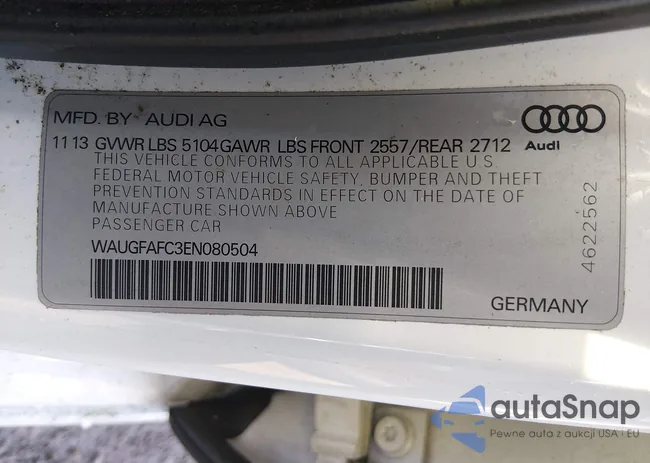 MFD. BY AUDI AG
11 13 GVWR LBS 5104 GAWR LBS FRONT 2557/REAR 2712
Audi
THIS VEHICLE CONFORMS TO ALL APPLICABLE U S
FEDERAL MOTOR VEHICLE SAFETY, BUMPER AND THEFT
PREVENTION STANDARDS IN EFFECT ON THE DATE OF
MANUFACTURE SHOWN ABOVE
PASSENGER CAR
WAUGFAFC3EN080504
4622562
GERMANY
autaSnap
Pewne auta z aukcji USA i EU